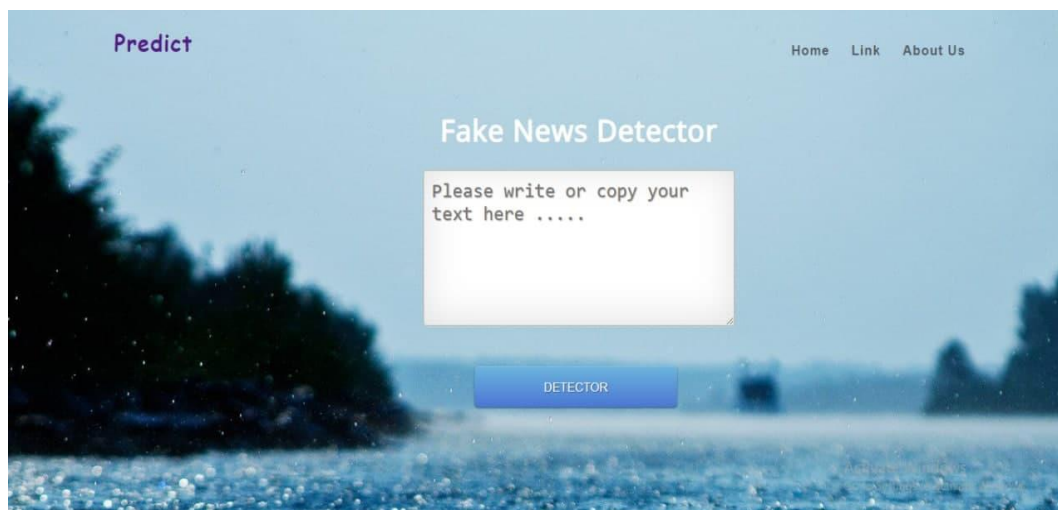 Predict
Home Link About Us
Fake News Detector
Please write or copy your
text here .....
DETECTOR